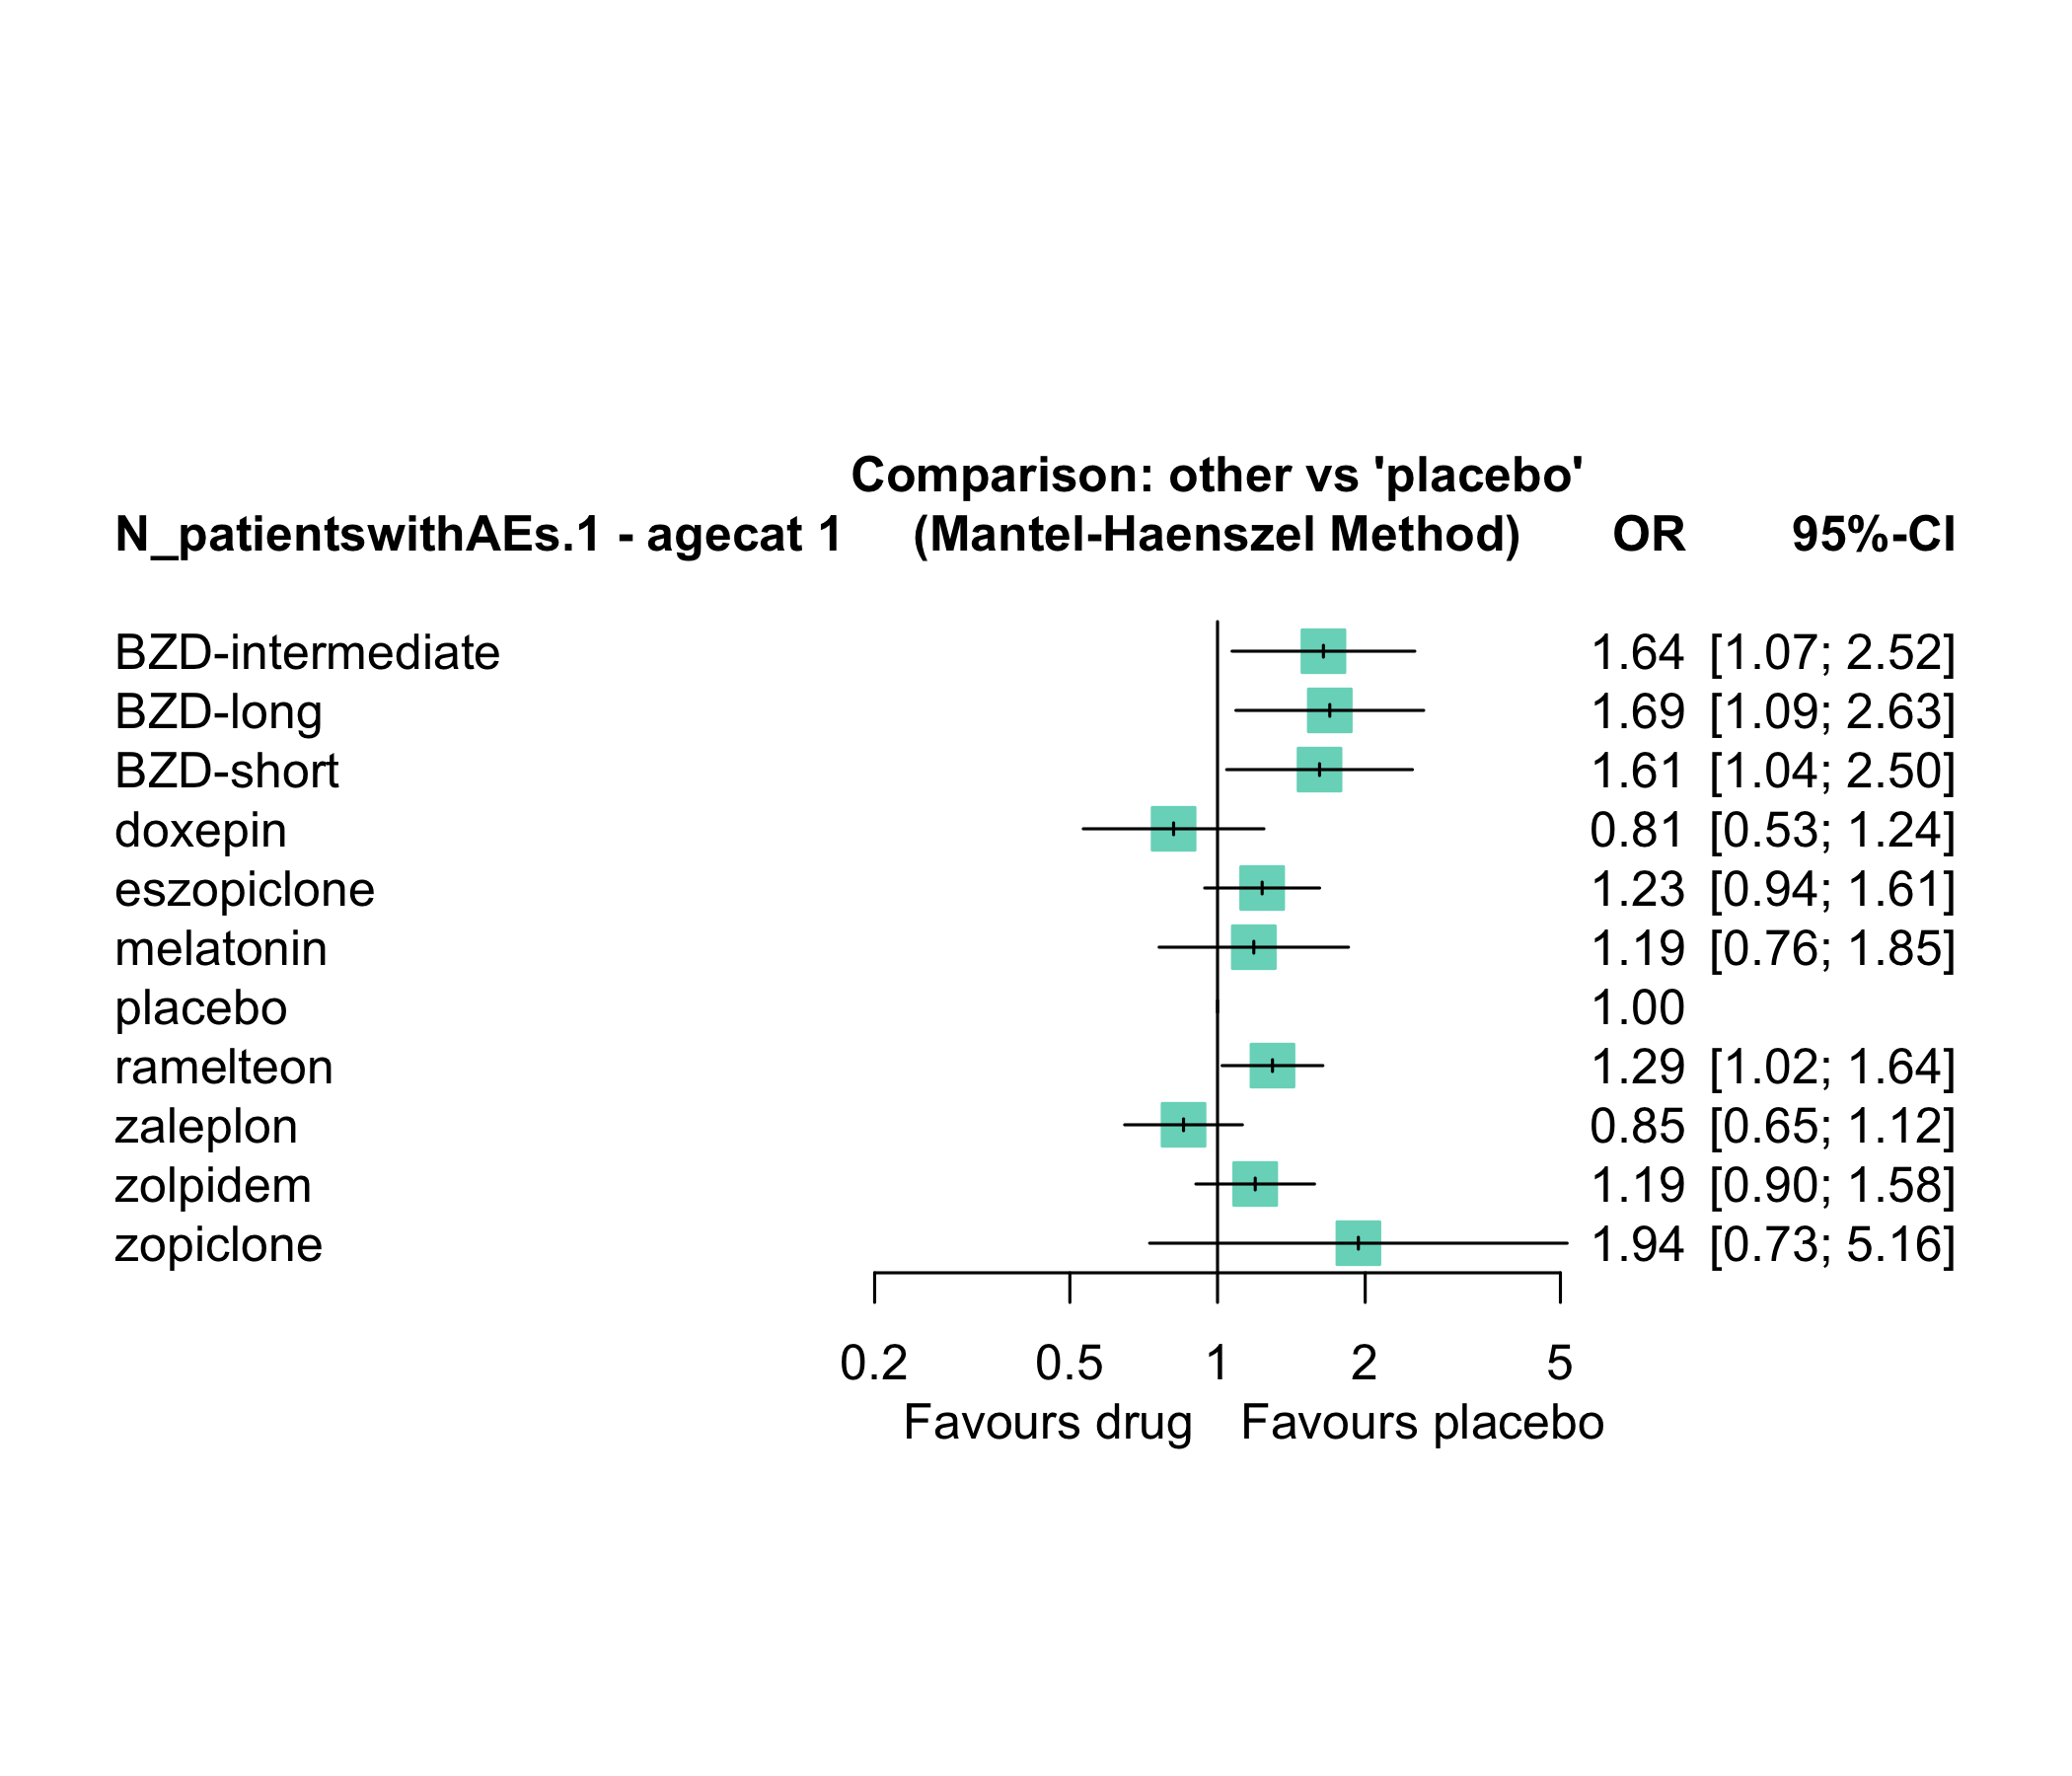 Comparison: other vs 'placebo'
N_patientswithAEs.1 - agecat 1 (Mantel-Haenszel Method) OR 95%-CI
BZD-intermediate 1.64 [1.07; 2.52]
BZD-long 1.69 [1.09; 2.63]
BZD-short 1.61 [1.04; 2.50]
doxepin 0.81 [0.53; 1.24]
eszopiclone 1.23 [0.94; 1.61]
melatonin 1.19 [0.76; 1.85]
placebo 1.00
ramelteon 1.29 [1.02; 1.64]
zaleplon 0.85 [0.65; 1.12]
zolpidem 1.19 [0.90; 1.58]
zopiclone 1.94 [0.73; 5.16]
0.2 0.5 1 2 5
Favours drug Favours placebo